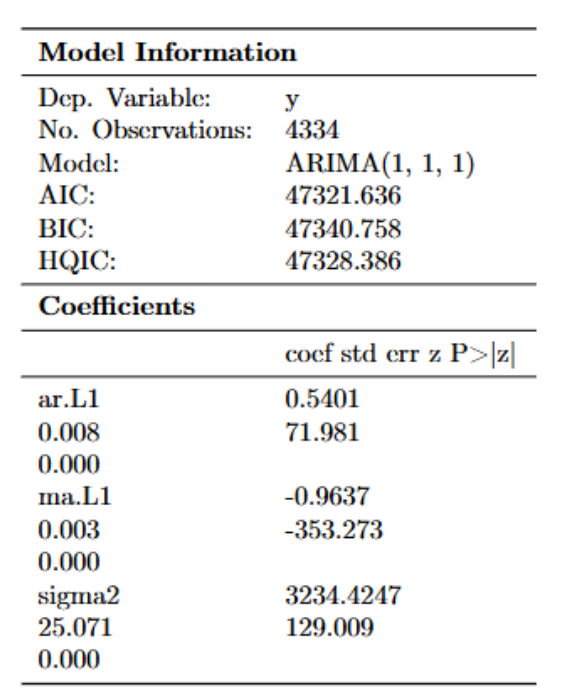 Model Information
Dep. Variable: y
No. Observations: 4334
Model: ARIMA(1, 1, 1)
AIC: 47321.636
BIC: 47340.758
HQIC: 47328.386
Coefficients
coef std err z P>|z|
ar.L1 0.5401
0.008 71.981
0.000
ma.L1 -0.9637
0.003 -353.273
0.000
sigma2 3234.4247
25.071 129.009
0.000